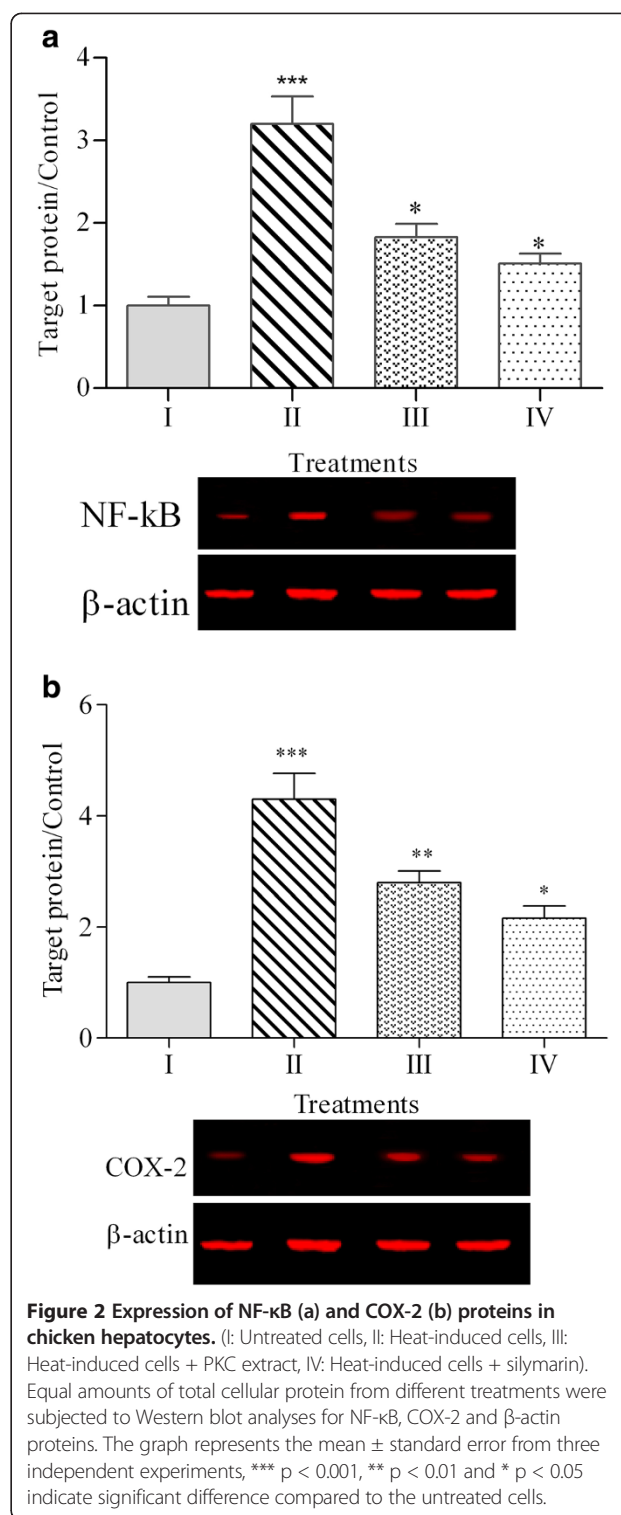 a
4
***
3
*
2
*
1
0
Target protein/Control
I II III IV
Treatments
NF-kB
β-actin
b
6
***
4
**
*
2
0
Target protein/Control
I II III IV
Treatments
COX-2
β-actin
Figure 2 Expression of NF-κB (a) and COX-2 (b) proteins in
chicken hepatocytes. (I: Untreated cells, II: Heat-induced cells, III:
Heat-induced cells + PKC extract, IV: Heat-induced cells + silymarin).
Equal amounts of total cellular protein from different treatments were
subjected to Western blot analyses for NF-κB, COX-2 and β-actin
proteins. The graph represents the mean ± standard error from three
independent experiments, *** p < 0.001, ** p < 0.01 and * p < 0.05
indicate significant difference compared to the untreated cells.